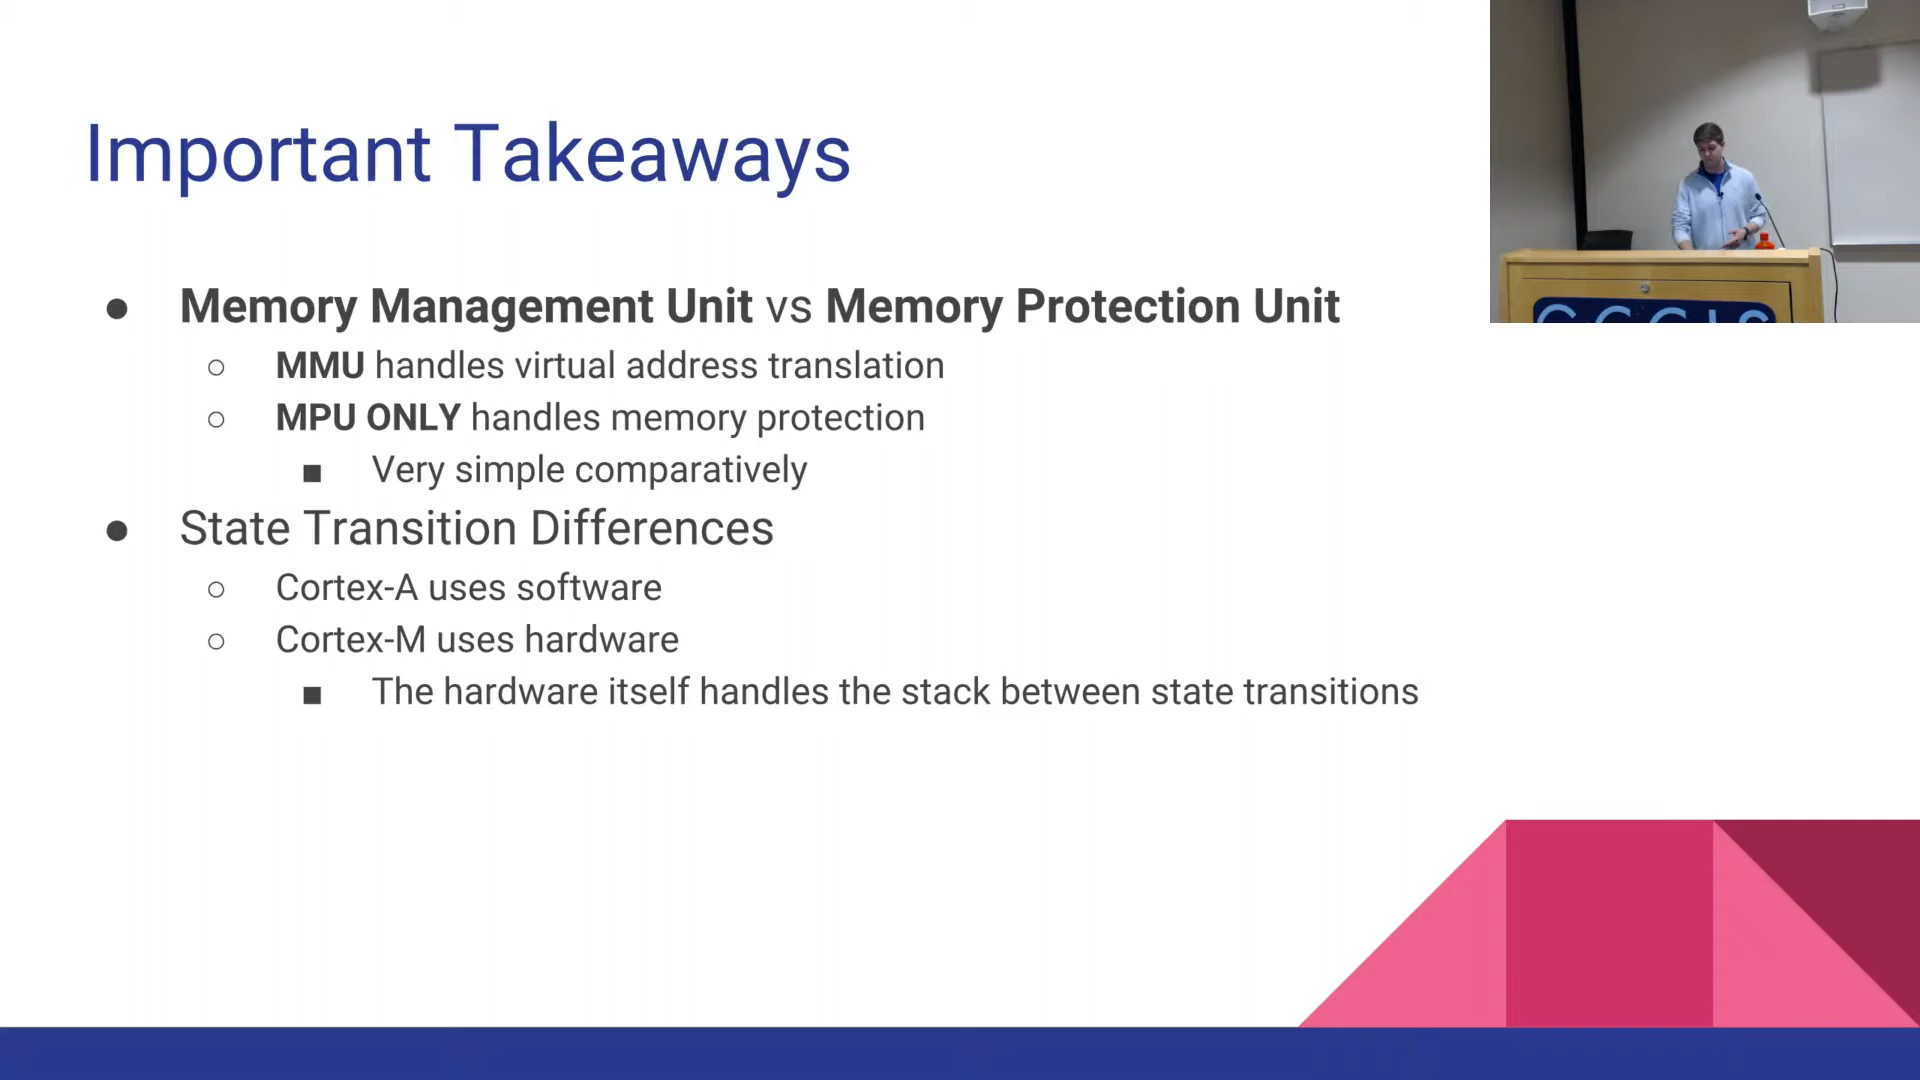 Important Takeaways
● Memory Management Unit vs Memory Protection Unit
○ MMU handles virtual address translation
○ MPU ONLY handles memory protection
■ Very simple comparatively
● State Transition Differences
○ Cortex-A uses software
○ Cortex-M uses hardware
■ The hardware itself handles the stack between state transitions